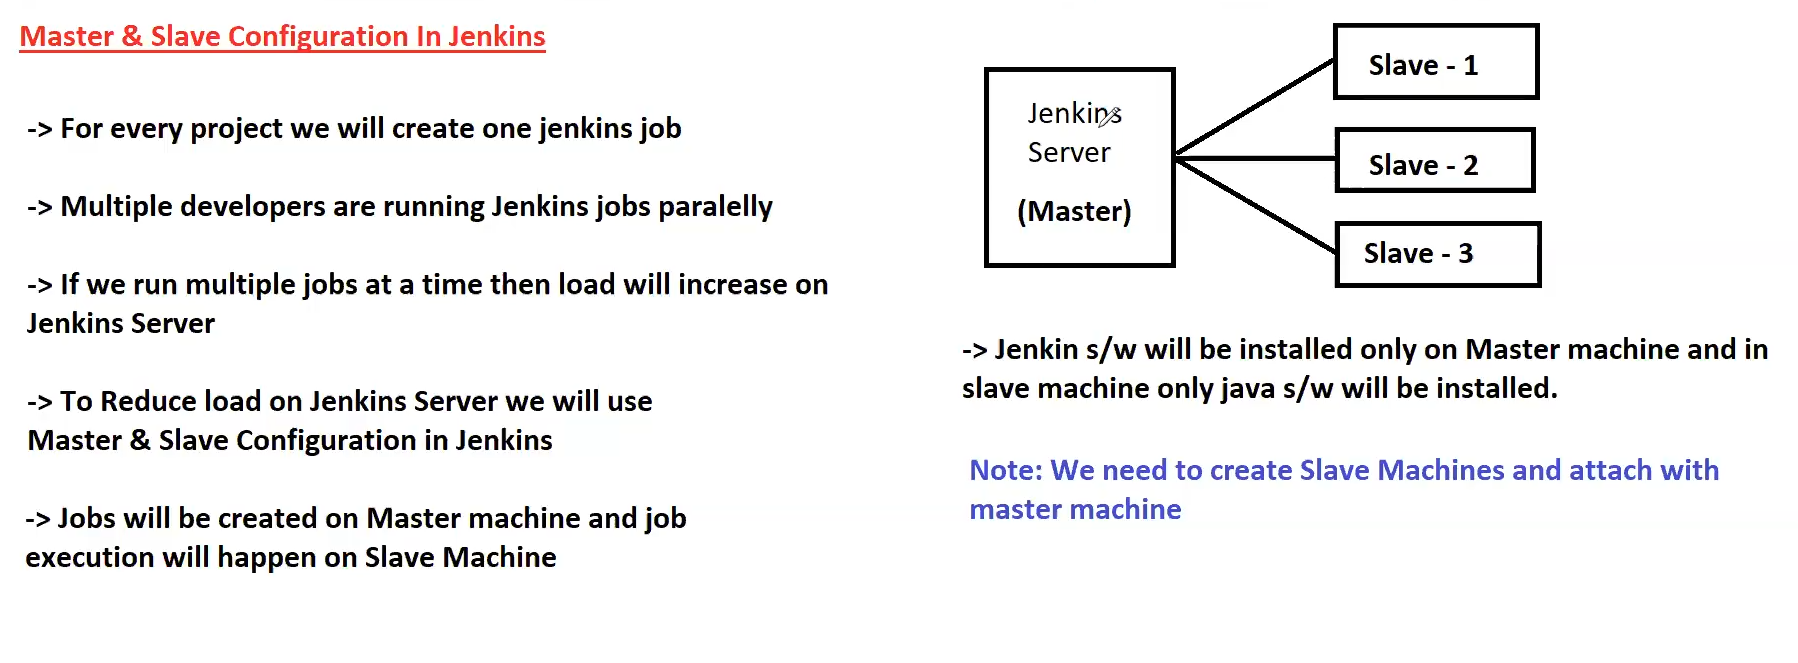 Master & Slave Configuration In Jenkins
-> For every project we will create one jenkins job
-> Multiple developers are running Jenkins jobs paralelly
-> If we run multiple jobs at a time then load will increase on
Jenkins Server
-> To Reduce load on Jenkins Server we will use
Master & Slave Configuration in Jenkins
-> Jobs will be created on Master machine and job
execution will happen on Slave Machine
Jenkins
Server
(Master)
Slave - 1
Slave - 2
Slave - 3
-> Jenkin s/w will be installed only on Master machine and in
slave machine only java s/w will be installed.
Note: We need to create Slave Machines and attach with
master machine